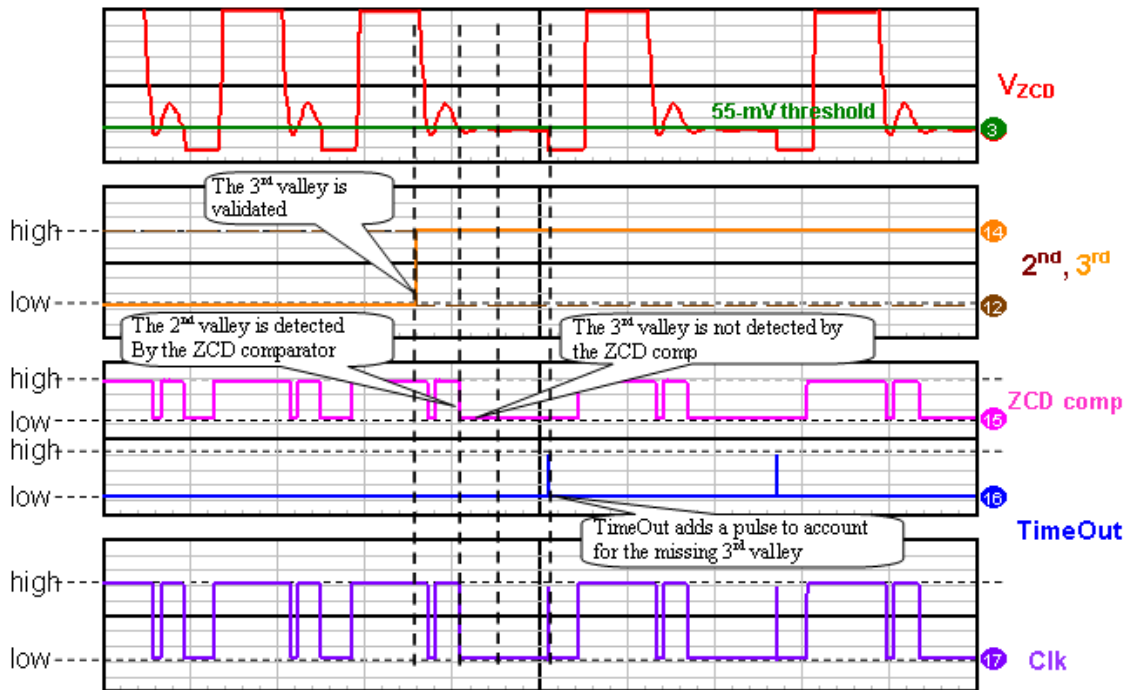 V_ZCD
55-mV threshold
3
The 3rd valley is
validated
high
14
2nd, 3rd
low
12
The 2nd valley is detected
By the ZCD comparator
The 3rd valley is not detected by
the ZCD comp
high
ZCD comp
low
15
high
low
16
TimeOut adds a pulse to account
for the missing 3rd valley
TimeOut
high
low
17
Clk